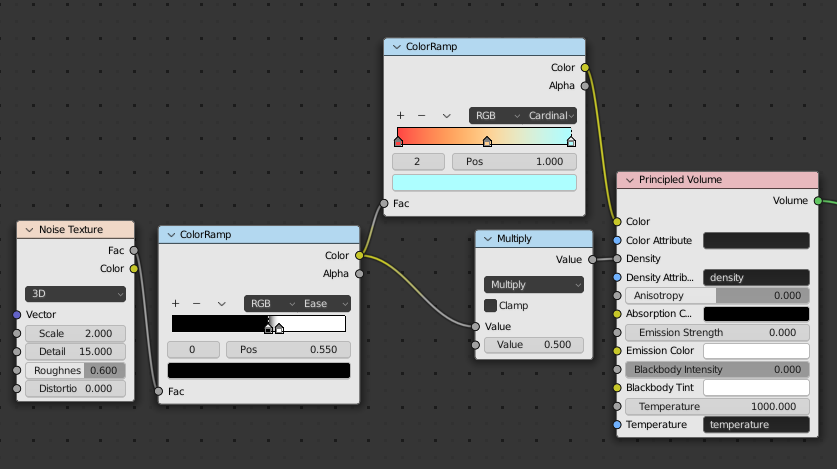 Noise Texture
Fac
Color
3D
Vector
Scale 2.000
Detail 15.000
Roughnes 0.600
Distortio 0.000
ColorRamp
Color
Alpha
+ − RGB Ease
0 Pos 0.550
Fac
ColorRamp
Color
Alpha
+ − RGB Cardinal
2 Pos 1.000
Fac
Multiply
Value
Multiply
Clamp
Value
Value 0.500
Principled Volume
Volume
Color
Color Attribute
Density
Density Attrib... density
Anisotropy 0.000
Absorption C...
Emission Strength 0.000
Emission Color
Blackbody Intensity 0.000
Blackbody Tint
Temperature 1000.000
Temperature temperature